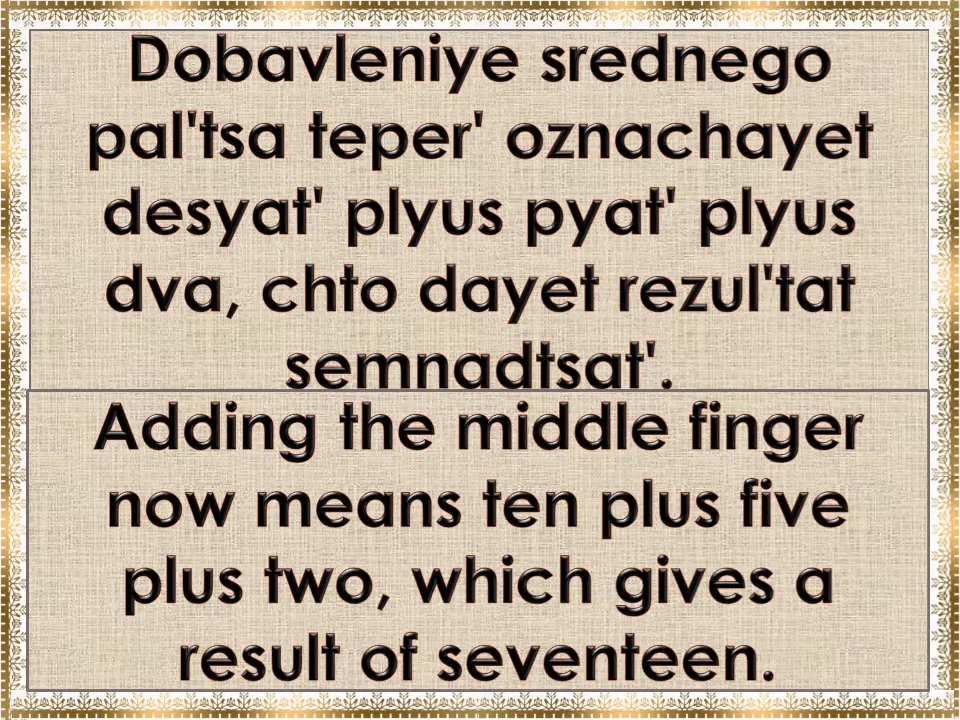 Dobavleniye srednego
pal'tsa teper' oznachayet
desyat' plyus pyat' plyus
dva, chto dayet rezul'tat
semnadtsat'.
Adding the middle finger
now means ten plus five
plus two, which gives a
result of seventeen.